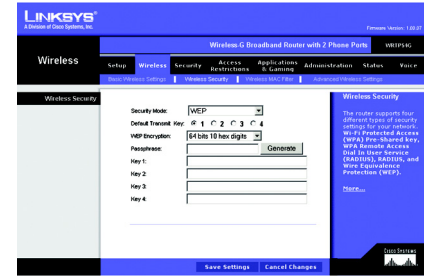 LINKSYS®
A Division of Cisco Systems, Inc.
Firmware Version: 1.00.37
Wireless-G Broadband Router with 2 Phone Ports WRTP54G
Wireless
Setup Wireless Security Access Restrictions Applications & Gaming Administration Status Voice
Basic Wireless Settings Wireless Security Wireless MAC Filter Advanced Wireless Settings
Wireless Security
Security Mode: WEP
Default Transmit Key: 1 2 3 4
WEP Encryption: 64 bits 10 hex digits
Passphrase: Generate
Key 1:
Key 2:
Key 3:
Key 4:
Wireless Security
The router supports four
different types of security
settings for your network.
Wi-Fi Protected Access
(WPA) Pre-Shared key,
WPA Remote Access
Dial In User Service
(RADIUS), RADIUS, and
Wire Equivalence
Protection (WEP).
More...
Save Settings Cancel Changes
CISCO SYSTEMS